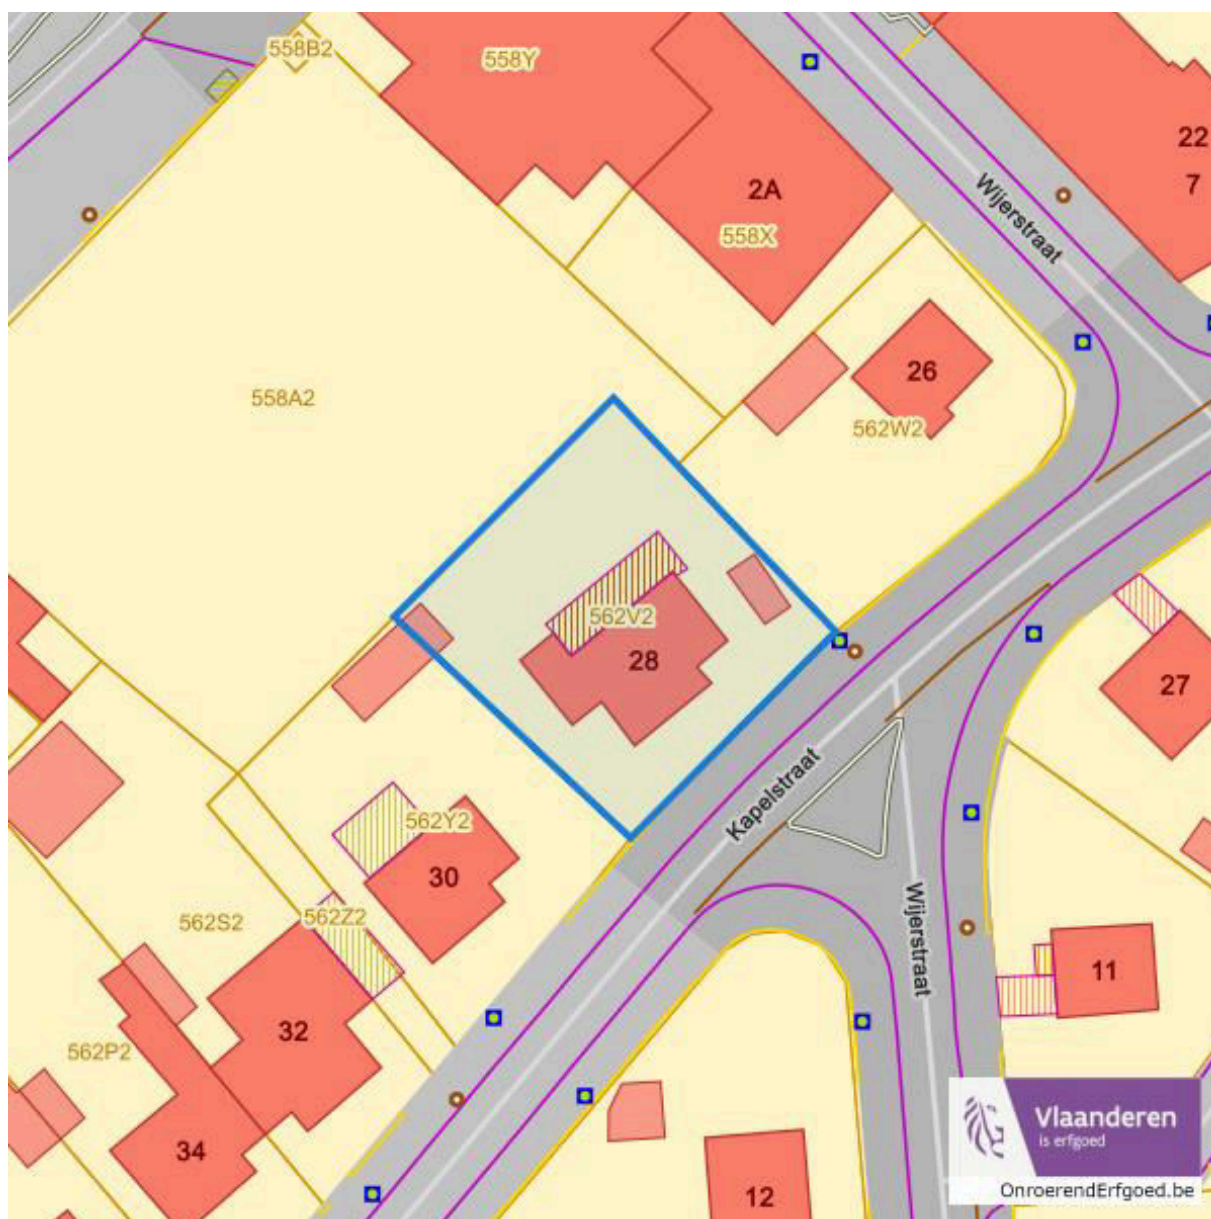 558B2
558Y
22
7
2A
558X
Wijerstraat
26
558A2
562W2
562V2
28
27
Kapelstraat
562Y2
30
562Z2
562S2
Wijerstraat
11
32
562P2
34
12
Vlaanderen
is erfgoed
OnroerendErfgoed.be